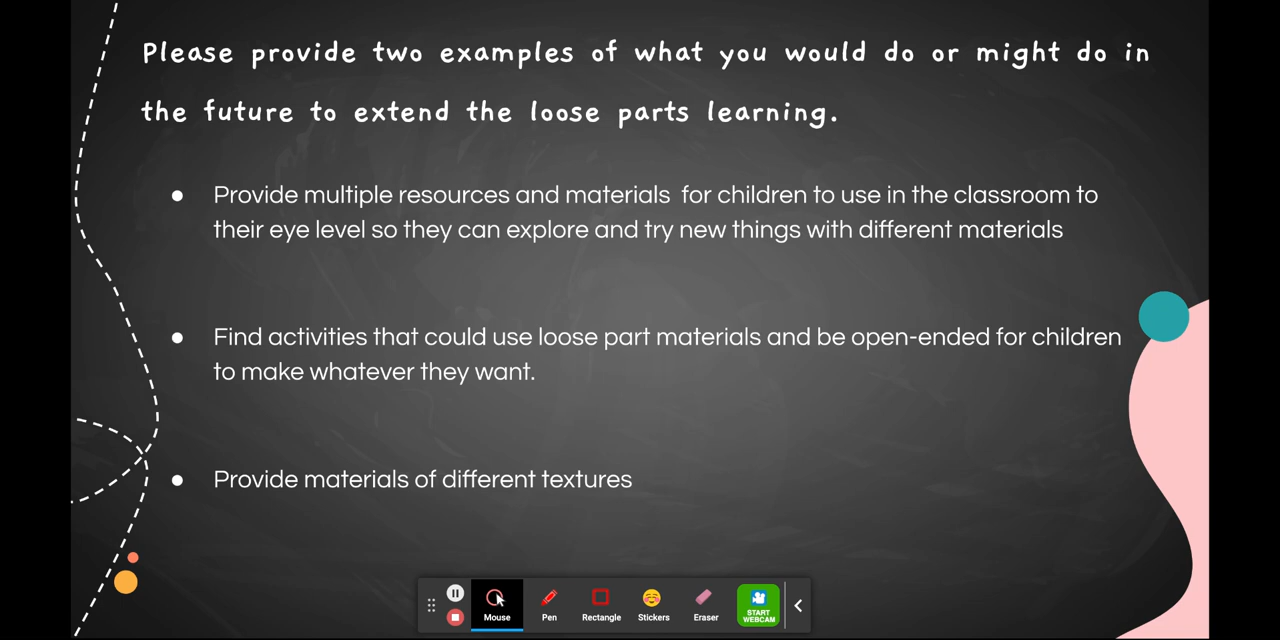 Please provide two examples of what you would do or might do in
the future to extend the loose parts learning.
● Provide multiple resources and materials  for children to use in the classroom to
their eye level so they can explore and try new things with different materials
● Find activities that could use loose part materials and be open-ended for children
to make whatever they want.
● Provide materials of different textures
Mouse
Pen
Rectangle
Stickers
Eraser
START
WEBCAM